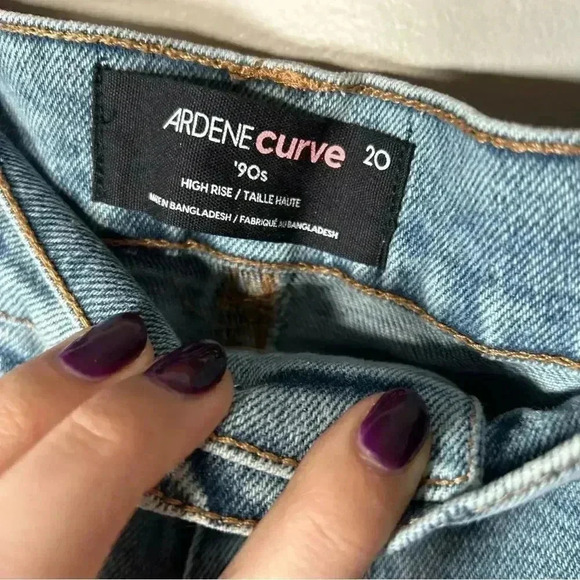 ARDENE curve 20
'90s
HIGH RISE / TAILLE HAUTE
MADE IN BANGLADESH / FABRIQUÉ AU BANGLADESH